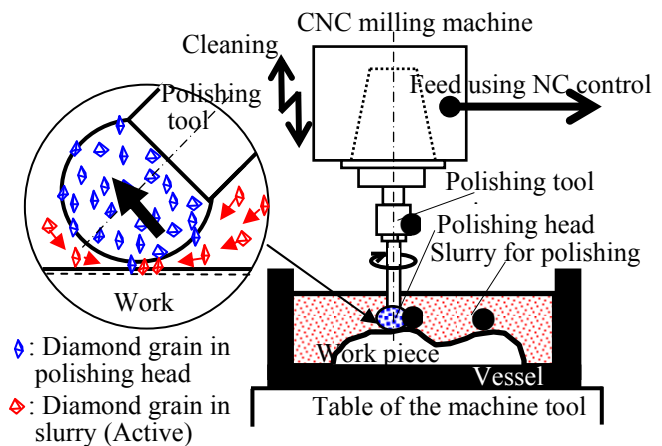 CNC milling machine
Cleaning
Feed using NC control
Polishing
tool
Polishing tool
Polishing head
Slurry for polishing
Work
Work piece
Vessel
Table of the machine tool
: Diamond grain in
polishing head
: Diamond grain in
slurry (Active)